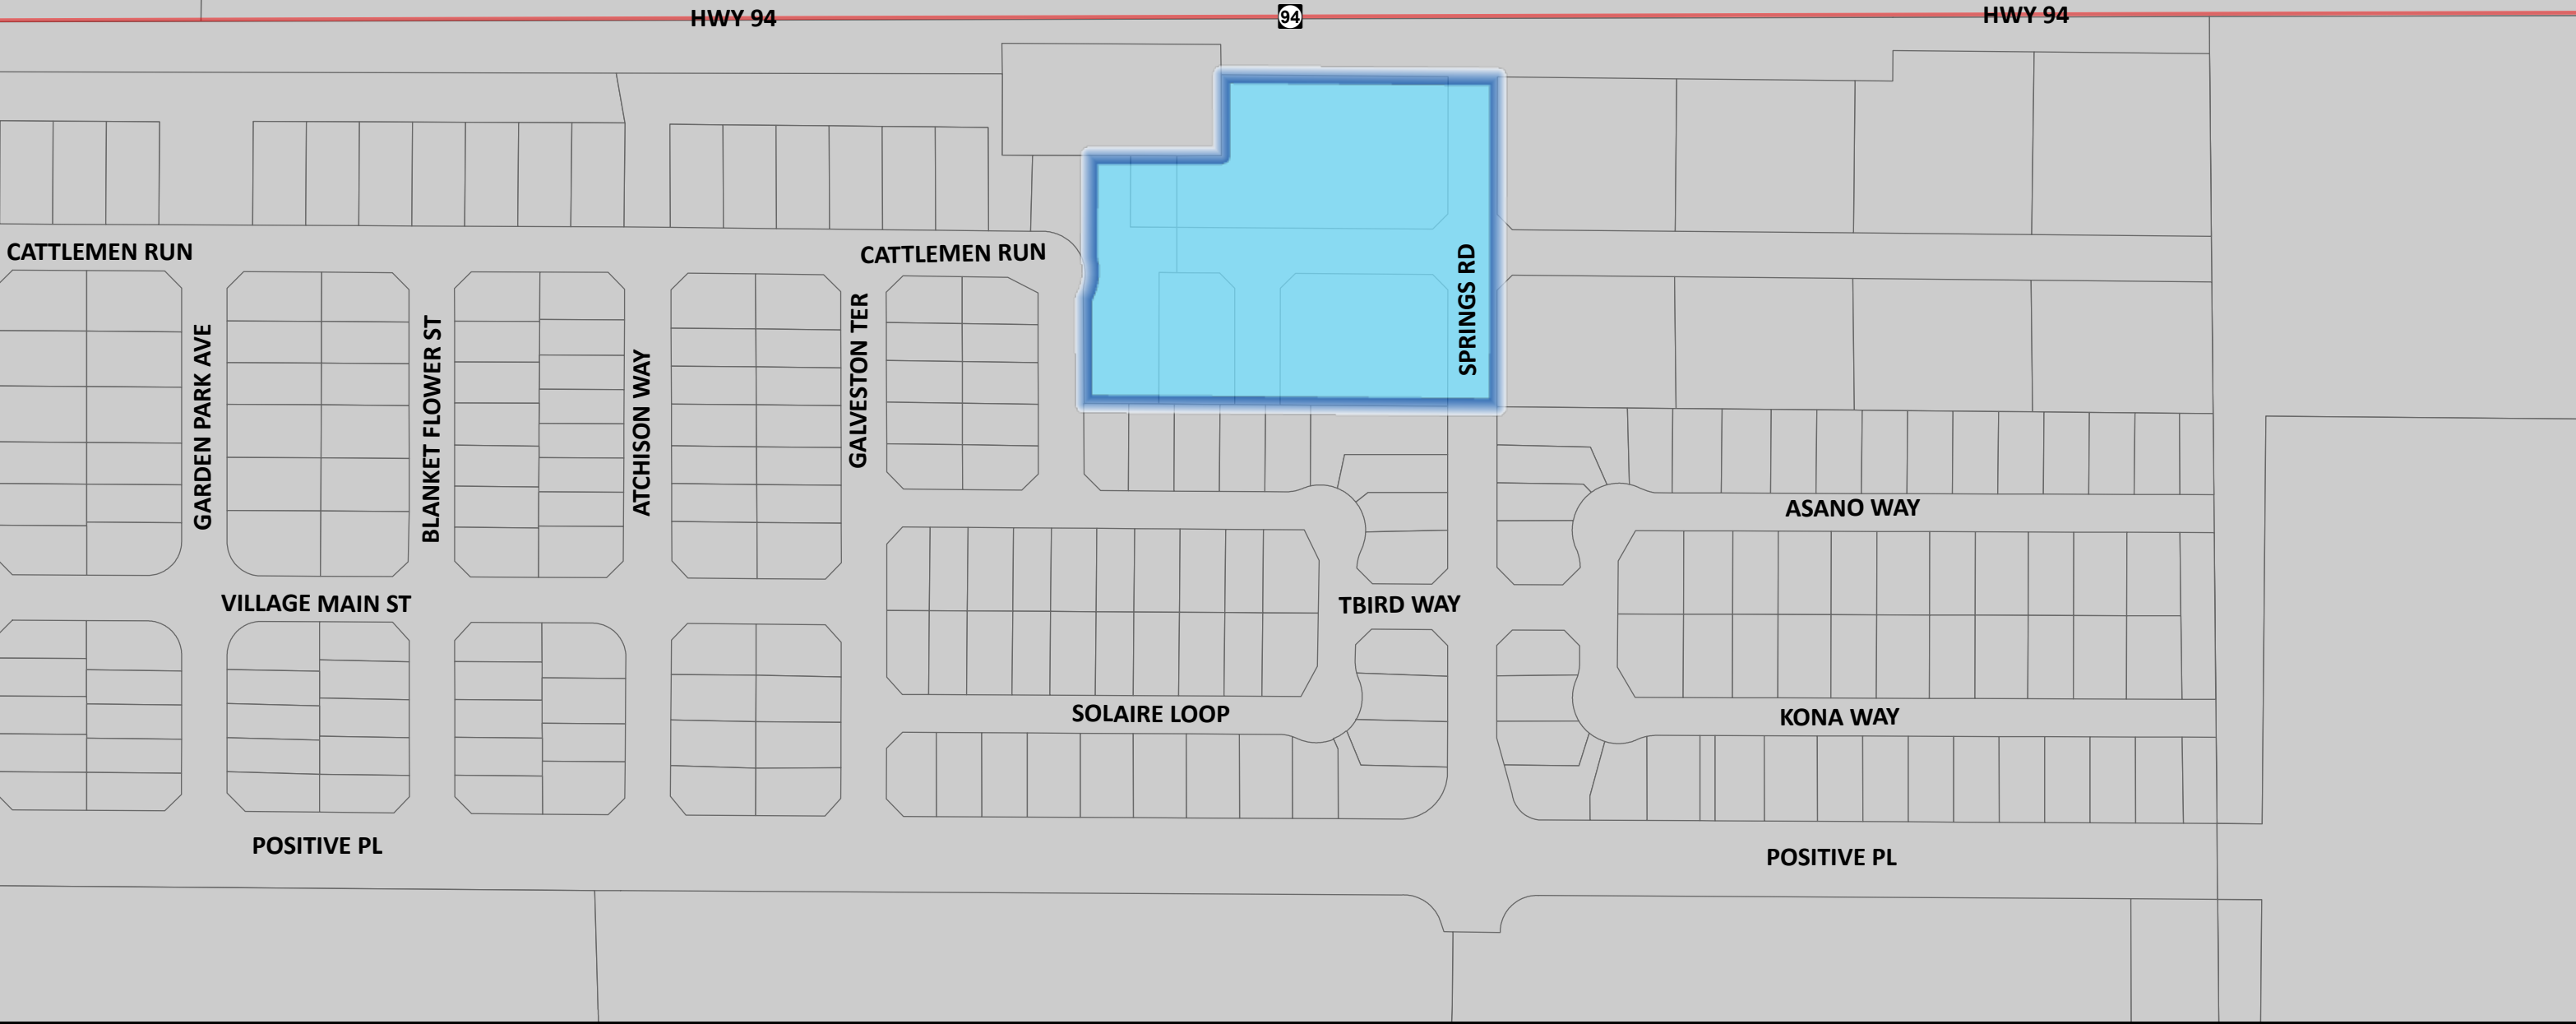 HWY 94
94
HWY 94
CATTLEMEN RUN
CATTLEMEN RUN
GARDEN PARK AVE
BLANKET FLOWER ST
ATCHISON WAY
GALVESTON TER
SPRINGS RD
ASANO WAY
VILLAGE MAIN ST
TBIRD WAY
SOLAIRE LOOP
KONA WAY
POSITIVE PL
POSITIVE PL